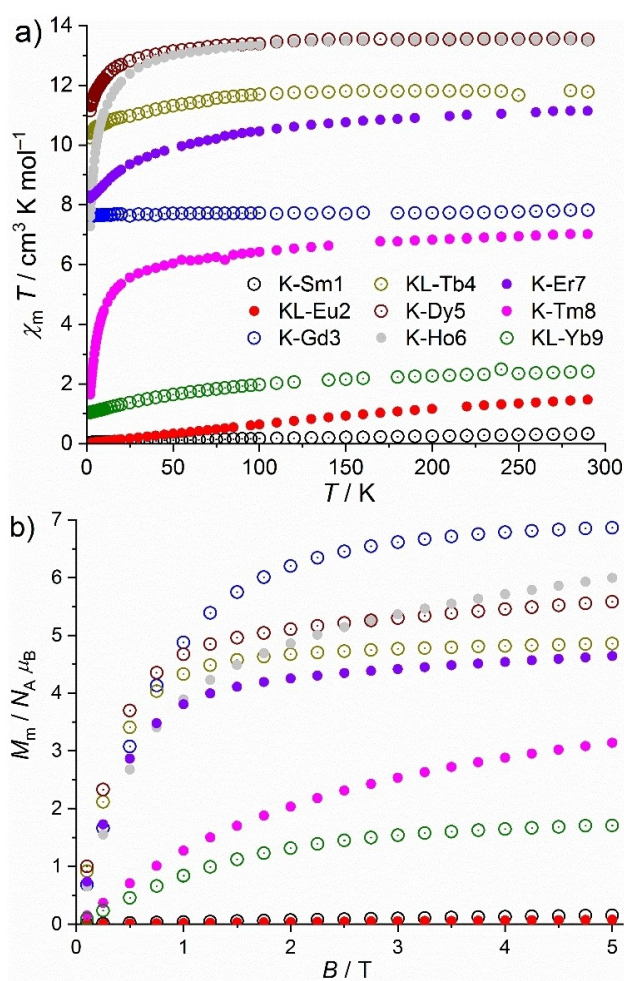 a)
14
12
10
8
6
4
2
0
χm T / cm³ K mol⁻¹
K-Sm1 KL-Tb4 K-Er7
KL-Eu2 K-Dy5 K-Tm8
K-Gd3 K-Ho6 KL-Yb9
0 50 100 150 200 250 300
T / K
b)
7
6
5
4
3
2
1
0
Mm / NA μB
0 1 2 3 4 5
B / T